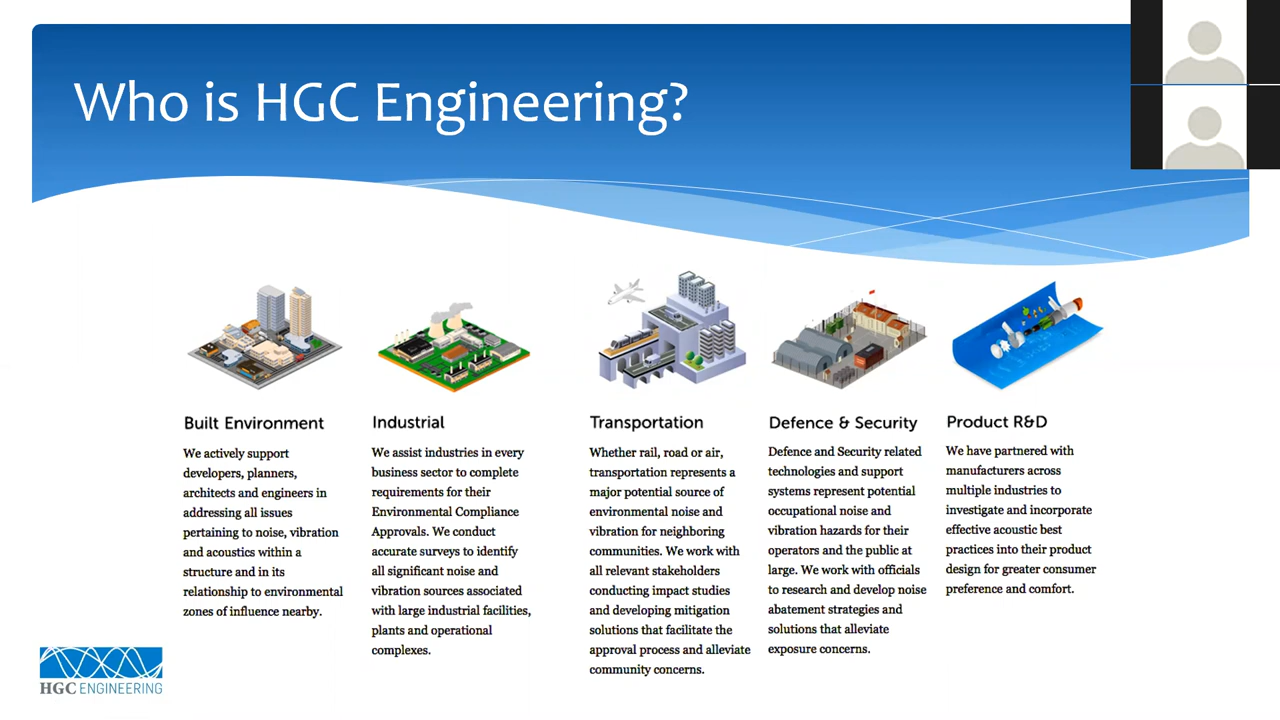 Who is HGC Engineering?
Built Environment
We actively support
developers, planners,
architects and engineers in
addressing all issues
pertaining to noise, vibration
and acoustics within a
structure and in its
relationship to environmental
zones of influence nearby.
Industrial
We assist industries in every
business sector to complete
requirements for their
Environmental Compliance
Approvals. We conduct
accurate surveys to identify
all significant noise and
vibration sources associated
with large industrial facilities,
plants and operational
complexes.
Transportation
Whether rail, road or air,
transportation represents a
major potential source of
environmental noise and
vibration for neighboring
communities. We work with
all relevant stakeholders
conducting impact studies
and developing mitigation
solutions that facilitate the
approval process and alleviate
community concerns.
Defence & Security
Defence and Security related
technologies and support
systems represent potential
occupational noise and
vibration hazards for their
operators and the public at
large. We work with officials
to research and develop noise
abatement strategies and
solutions that alleviate
exposure concerns.
Product R&D
We have partnered with
manufacturers across
multiple industries to
investigate and incorporate
effective acoustic best
practices into their product
design for greater consumer
preference and comfort.
HGC ENGINEERING